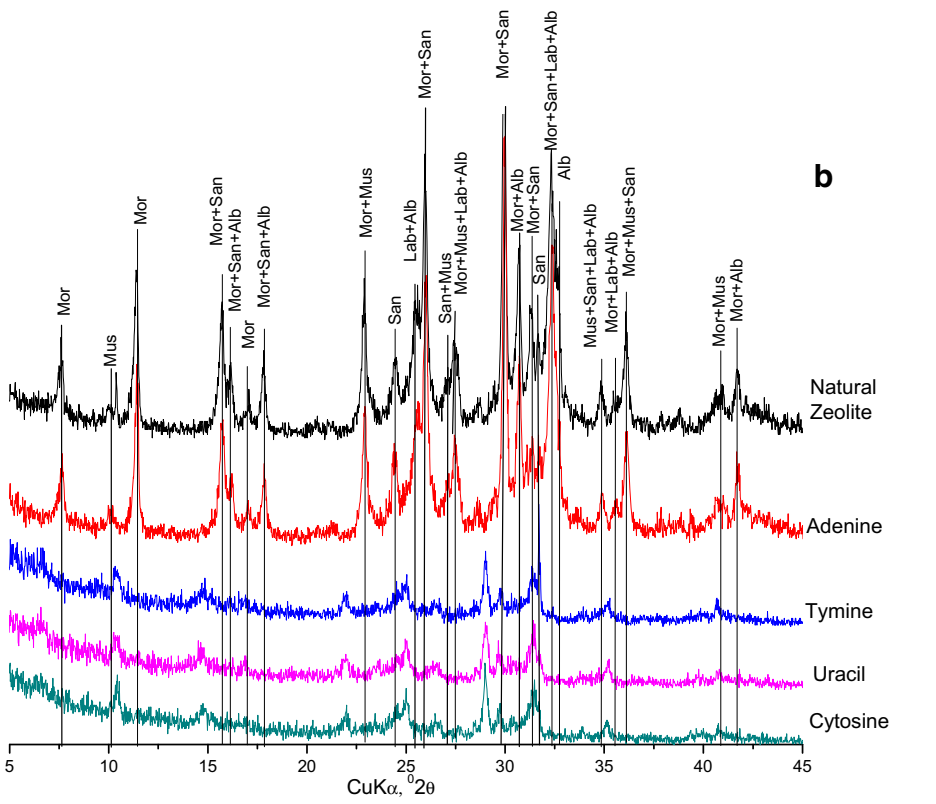 Mor
Mus
Mor
Mor+San
Mor+San+Alb
Mor
Mor+San+Alb
Mor+Mus
San
Lab+Alb
Mor+San
San+Mus
Mor+Mus+Lab+Alb
Mor+San
Mor+Alb
Mor+San
San
Mor+San+Lab+Alb
Alb
Mus+San+Lab+Alb
Mor+Lab+Alb
Mor+Mus+San
Mor+Mus
Mor+Alb
b
Natural
Zeolite
Adenine
Tymine
Uracil
Cytosine
5 10 15 20 25 30 35 40 45
CuKα, ⁰2θ